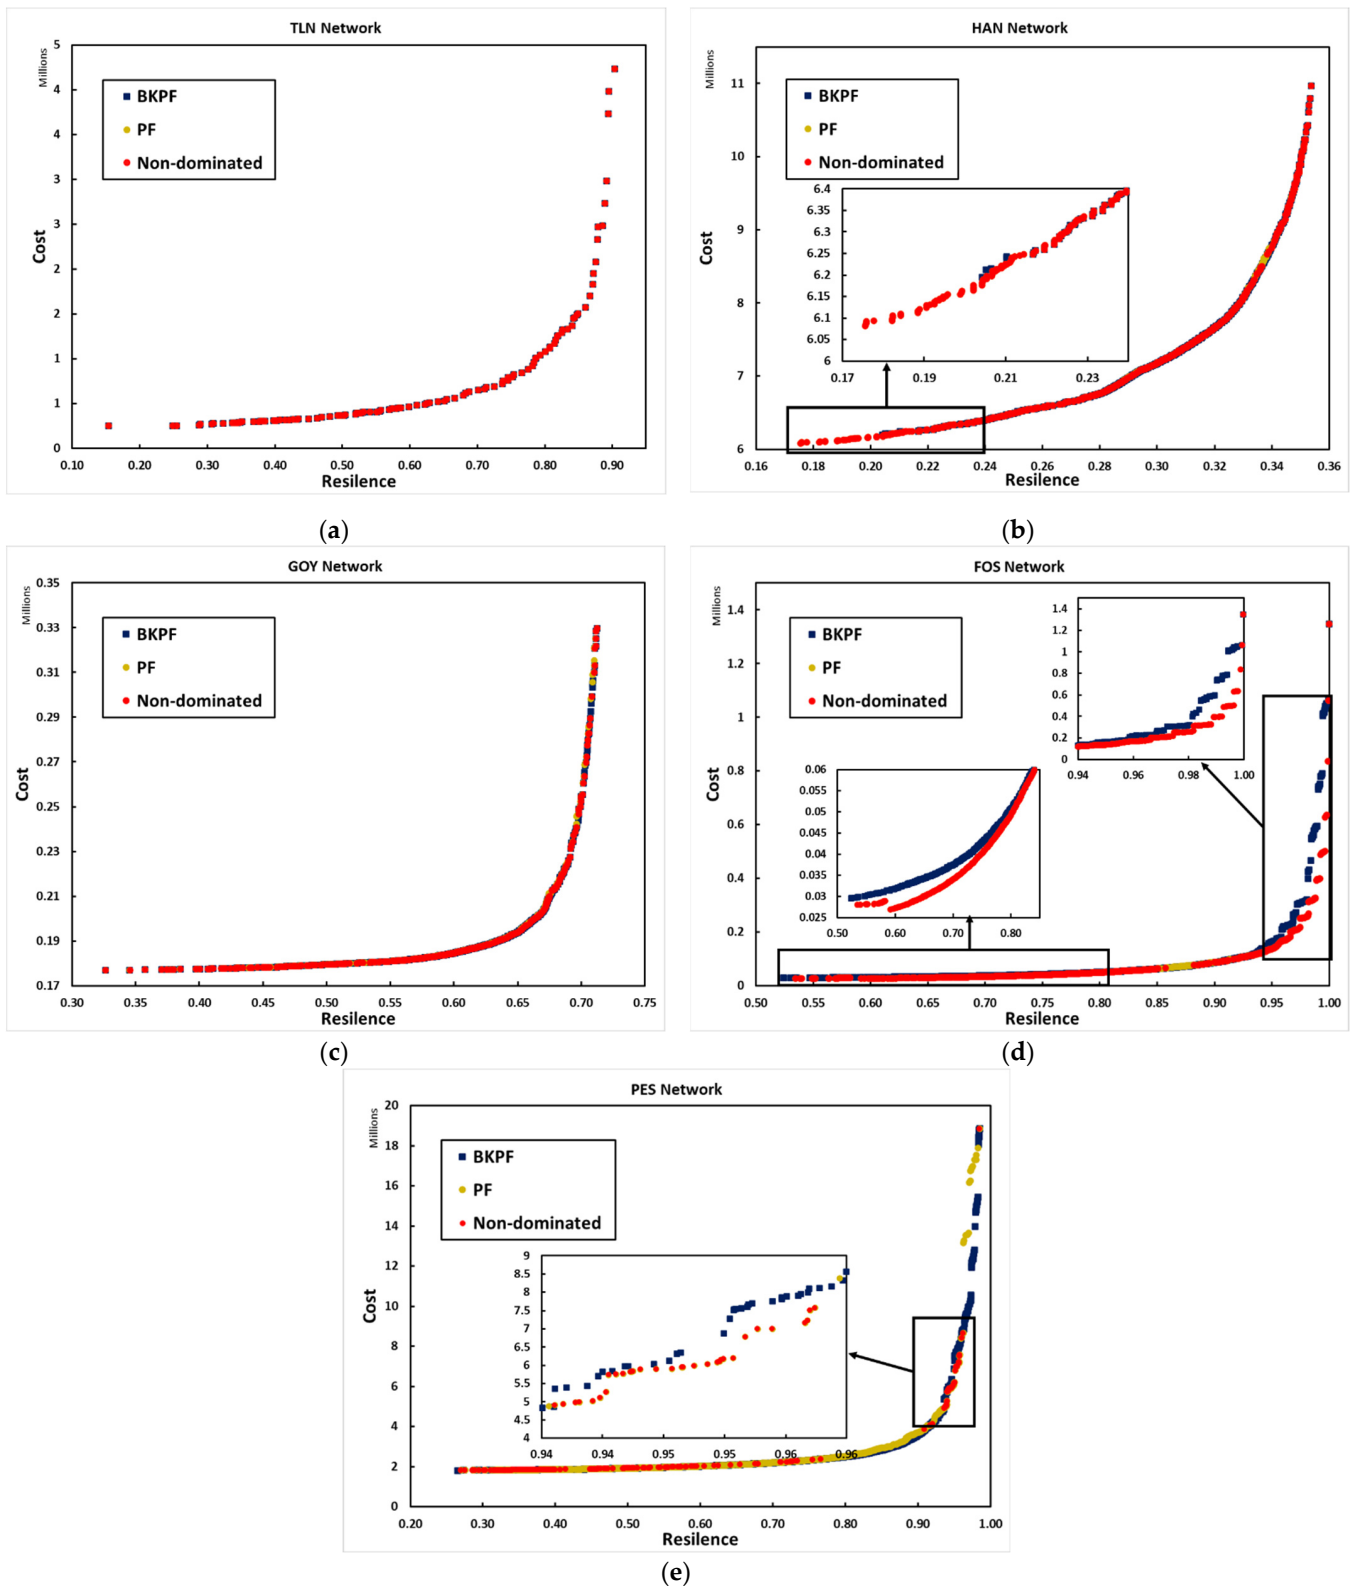 TLN Network
Millions
5
4
4
3
3
2
2
1
1
0
Cost
BKPF
PF
Non-dominated
0.10 0.20 0.30 0.40 0.50 0.60 0.70 0.80 0.90
Resilence
(a)
HAN Network
Millions
11
10
9
8
7
6
Cost
BKPF
PF
Non-dominated
6.4
6.35
6.3
6.25
6.2
6.15
6.1
6.05
6
0.17 0.19 0.21 0.23
0.16 0.18 0.20 0.22 0.24 0.26 0.28 0.30 0.32 0.34 0.36
Resilence
(b)
GOY Network
Millions
0.35
0.33
0.31
0.29
0.27
0.25
0.23
0.21
0.19
0.17
Cost
BKPF
PF
Non-dominated
0.30 0.35 0.40 0.45 0.50 0.55 0.60 0.65 0.70 0.75
Resilence
(c)
FOS Network
Millions
1.4
1.2
1
0.8
0.6
0.4
0.2
0
Cost
BKPF
PF
Non-dominated
1.4
1.2
1
0.8
0.6
0.4
0.2
0
0.94 0.96 0.98 1.00
0.06
0.055
0.05
0.045
0.04
0.035
0.03
0.025
0.50 0.60 0.70 0.80
0.50 0.55 0.60 0.65 0.70 0.75 0.80 0.85 0.90 0.95 1.00
Resilence
(d)
PES Network
Millions
20
18
16
14
12
10
8
6
4
2
0
Cost
BKPF
PF
Non-dominated
9
8.5
8
7.5
7
6.5
6
5.5
5
4.5
4
0.94 0.94 0.95 0.95 0.96 0.96
0.20 0.30 0.40 0.50 0.60 0.70 0.80 0.90 1.00
Resilence
(e)